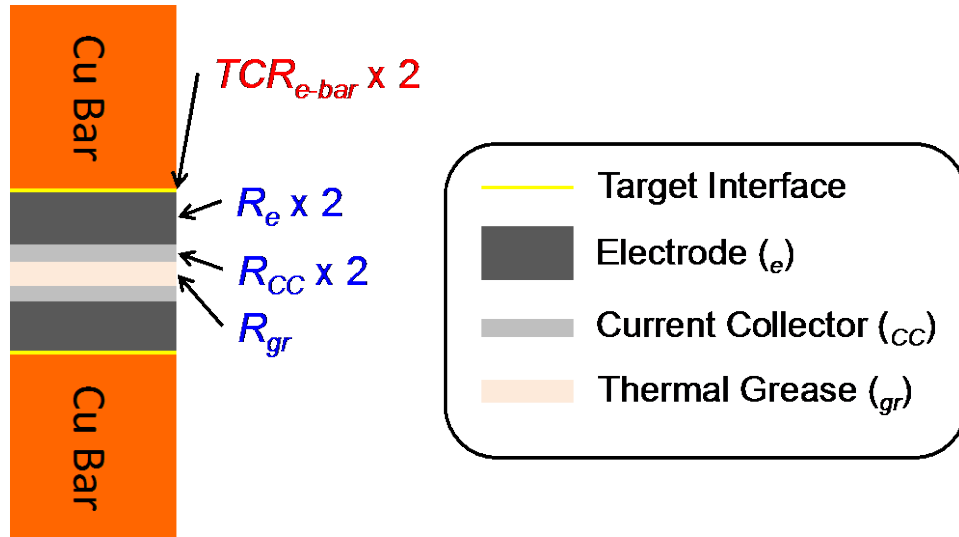 Cu Bar
TCRe-bar x 2
Re x 2
RCC x 2
Rgr
Cu Bar
Target Interface
Electrode (e)
Current Collector (CC)
Thermal Grease (gr)